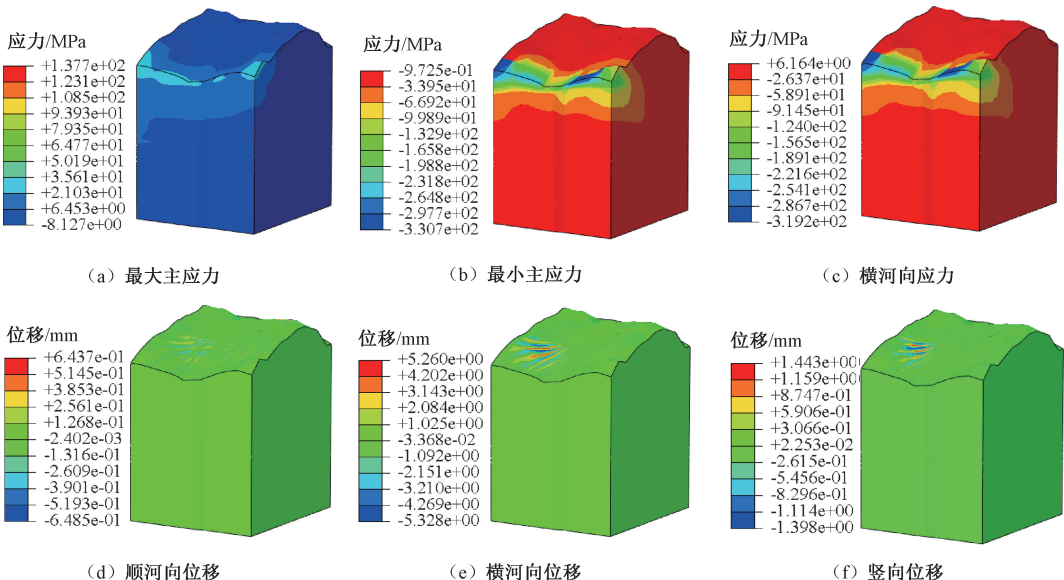 应力/MPa
+1.377e+02
+1.231e+02
+1.085e+02
+9.393e+01
+7.935e+01
+6.477e+01
+5.019e+01
+3.561e+01
+2.103e+01
+6.453e+00
-8.127e+00
(a) 最大主应力
应力/MPa
-9.725e-01
-3.395e+01
-6.692e+01
-9.989e+01
-1.329e+02
-1.658e+02
-1.988e+02
-2.318e+02
-2.648e+02
-2.977e+02
-3.307e+02
(b) 最小主应力
应力/MPa
+6.164e+00
-2.637e+01
-5.891e+01
-9.145e+01
-1.240e+02
-1.565e+02
-1.891e+02
-2.216e+02
-2.541e+02
-2.867e+02
-3.192e+02
(c) 横河向应力
位移/mm
+6.437e-01
+5.145e-01
+3.853e-01
+2.561e-01
+1.268e-01
-2.402e-03
-1.316e-01
-2.609e-01
-3.901e-01
-5.193e-01
-6.485e-01
(d) 顺河向位移
位移/mm
+5.260e+00
+4.202e+00
+3.143e+00
+2.084e+00
+1.025e+00
-3.368e-02
-1.092e+00
-2.151e+00
-3.210e+00
-4.269e+00
-5.328e+00
(e) 横河向位移
位移/mm
+1.443e+00
+1.159e+00
+8.747e-01
+5.906e-01
+3.066e-01
+2.253e-02
-2.615e-01
-5.456e-01
-8.296e-01
-1.114e+00
-1.398e+00
(f) 竖向位移